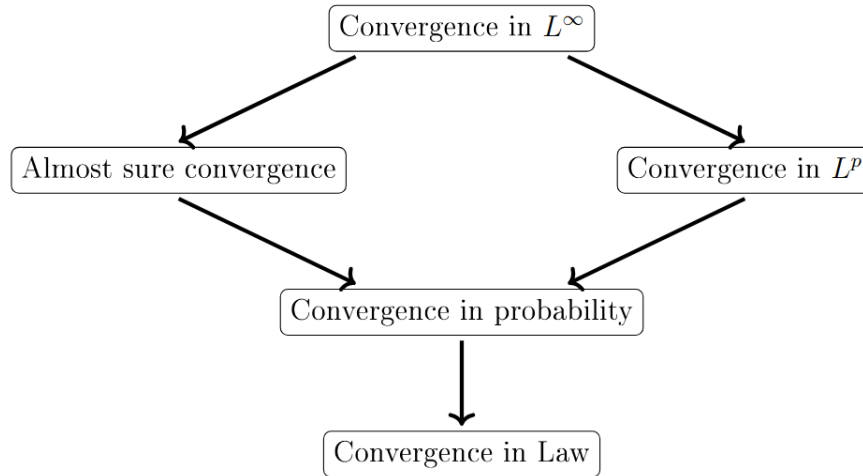 Convergence in L^∞
Almost sure convergence
Convergence in L^p
Convergence in probability
Convergence in Law